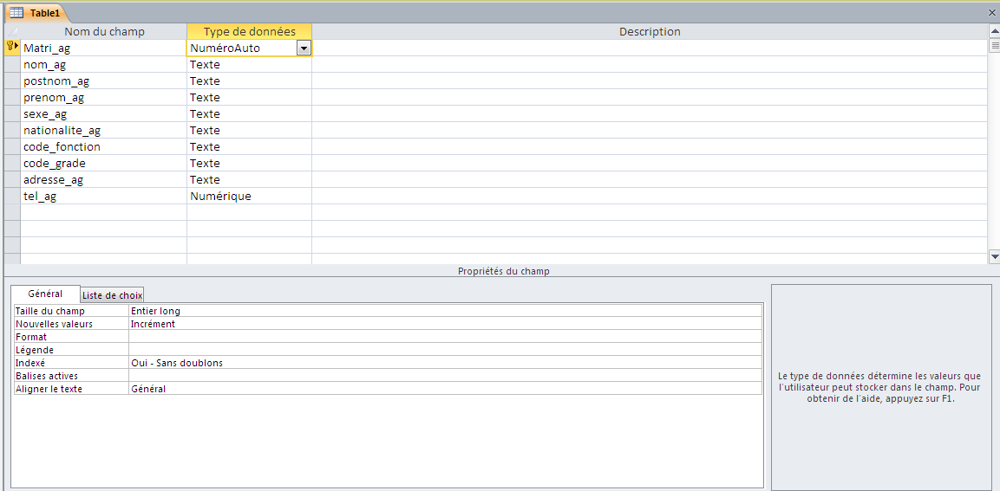 Table1
Nom du champ Type de données Description
Matri_ag NuméroAuto
nom_ag Texte
postnom_ag Texte
prenom_ag Texte
sexe_ag Texte
nationalite_ag Texte
code_fonction Texte
code_grade Texte
adresse_ag Texte
tel_ag Numérique
Propriétés du champ
Général Liste de choix
Taille du champ Entier long
Nouvelles valeurs Incrément
Format
Légende
Indexé Oui - Sans doublons
Balises actives
Aligner le texte Général
Le type de données détermine les valeurs que
l'utilisateur peut stocker dans le champ. Pour
obtenir de l'aide, appuyez sur F1.